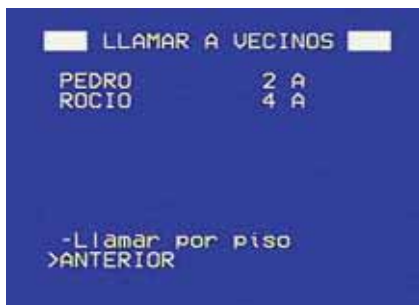 LLAMAR A VECINOS
PEDRO 2 A
ROCIO 4 A
-Llamar por piso
>ANTERIOR